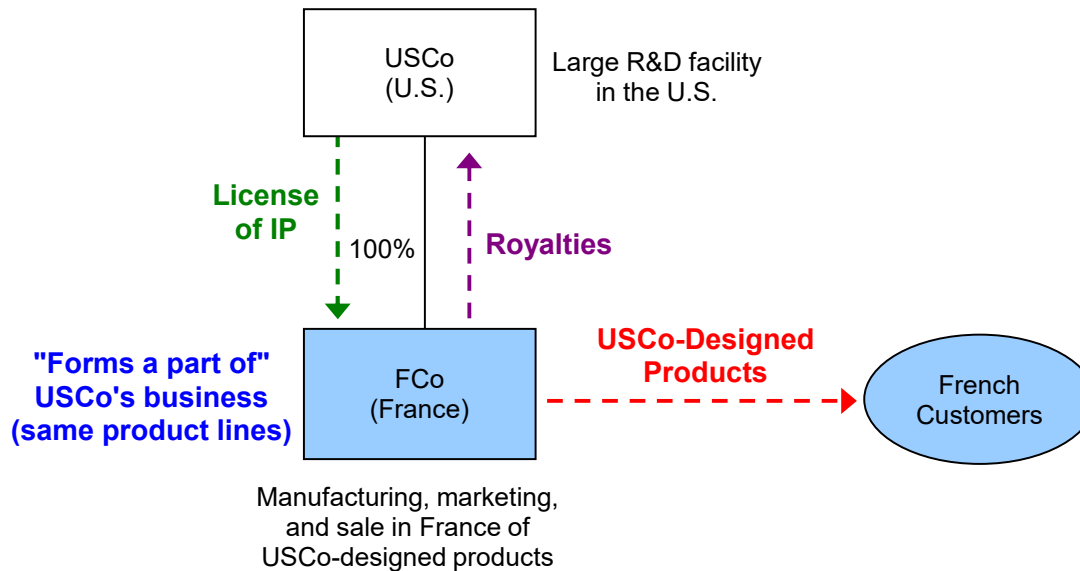 USCo
(U.S.)
Large R&D facility
in the U.S.
License
of IP
100%
Royalties
"Forms a part of"
USCo's business
(same product lines)
FCo
(France)
USCo-Designed
Products
French
Customers
Manufacturing, marketing,
and sale in France of
USCo-designed products